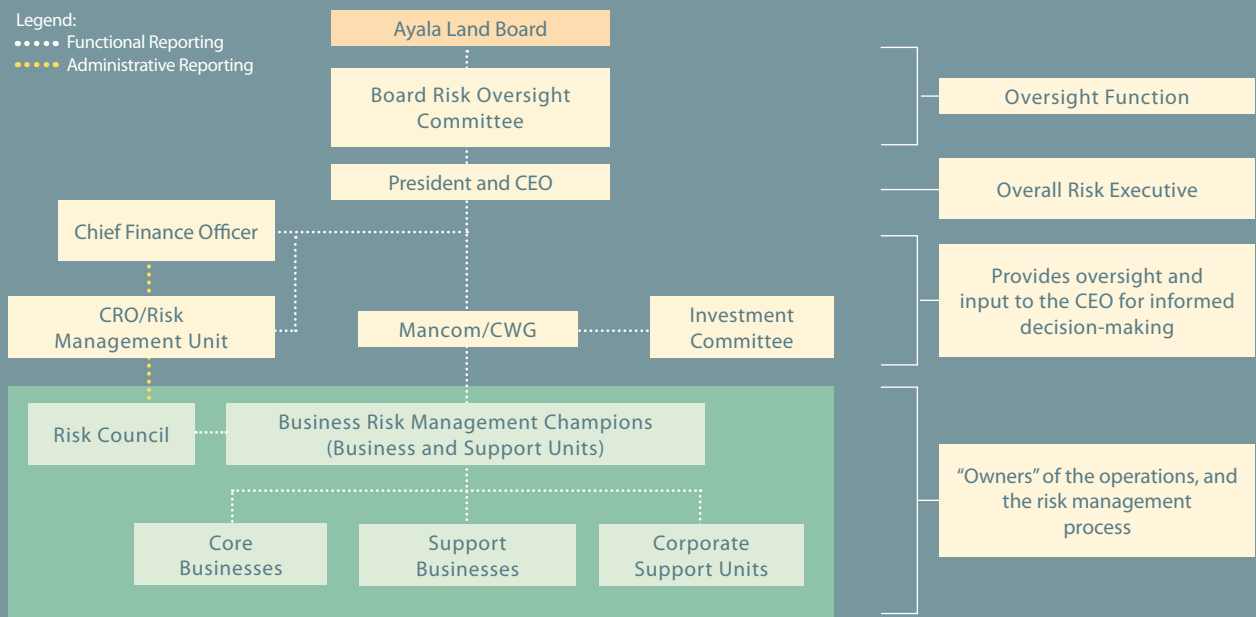 Legend:
Functional Reporting
Administrative Reporting
Ayala Land Board
Board Risk Oversight
Committee
President and CEO
Chief Finance Officer
CRO/Risk
Management Unit
Mancom/CWG
Investment
Committee
Risk Council
Business Risk Management Champions
(Business and Support Units)
Core
Businesses
Support
Businesses
Corporate
Support Units
Oversight Function
Overall Risk Executive
Provides oversight and
input to the CEO for informed
decision-making
“Owners” of the operations, and
the risk management
process